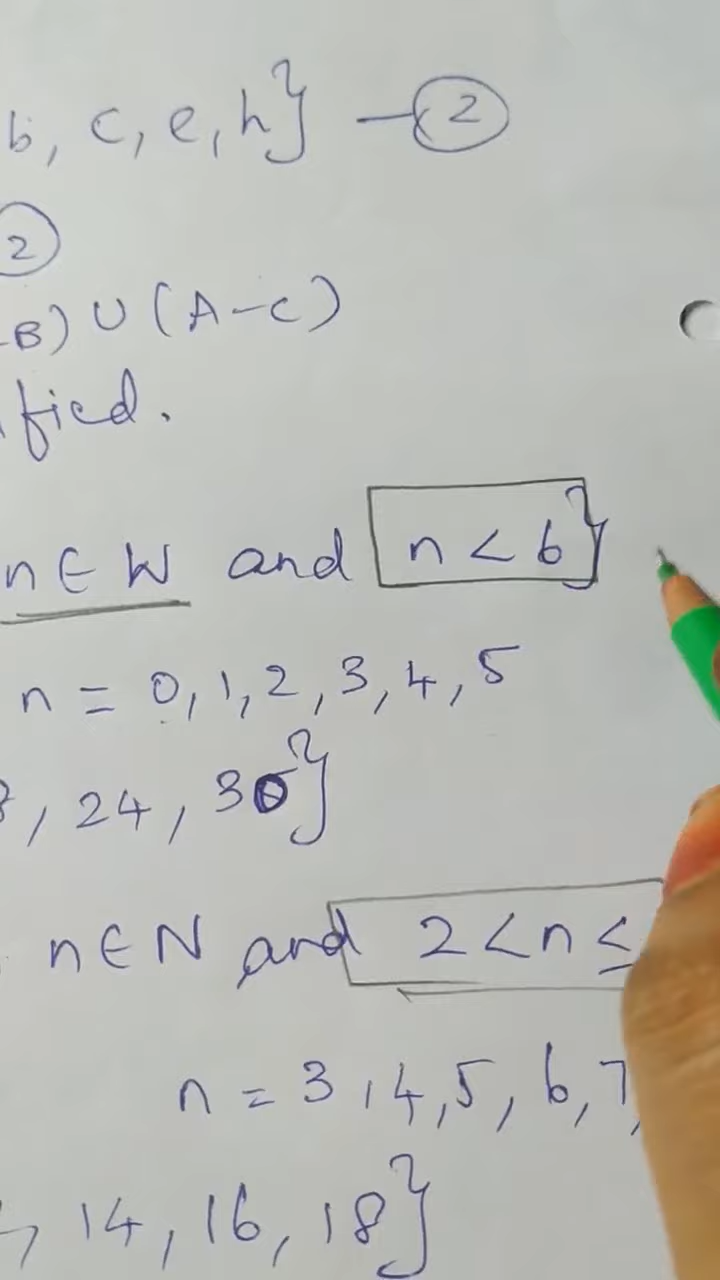 b, c, e, h} — ②
②
-B) ∪ (A-C)
fied.
n ∈ W and n < 6}
n = 0, 1, 2, 3, 4, 5
, 24, 30}
n ∈ N and 2 < n ≤
n = 3, 4, 5, 6, 7,
, 14, 16, 18}